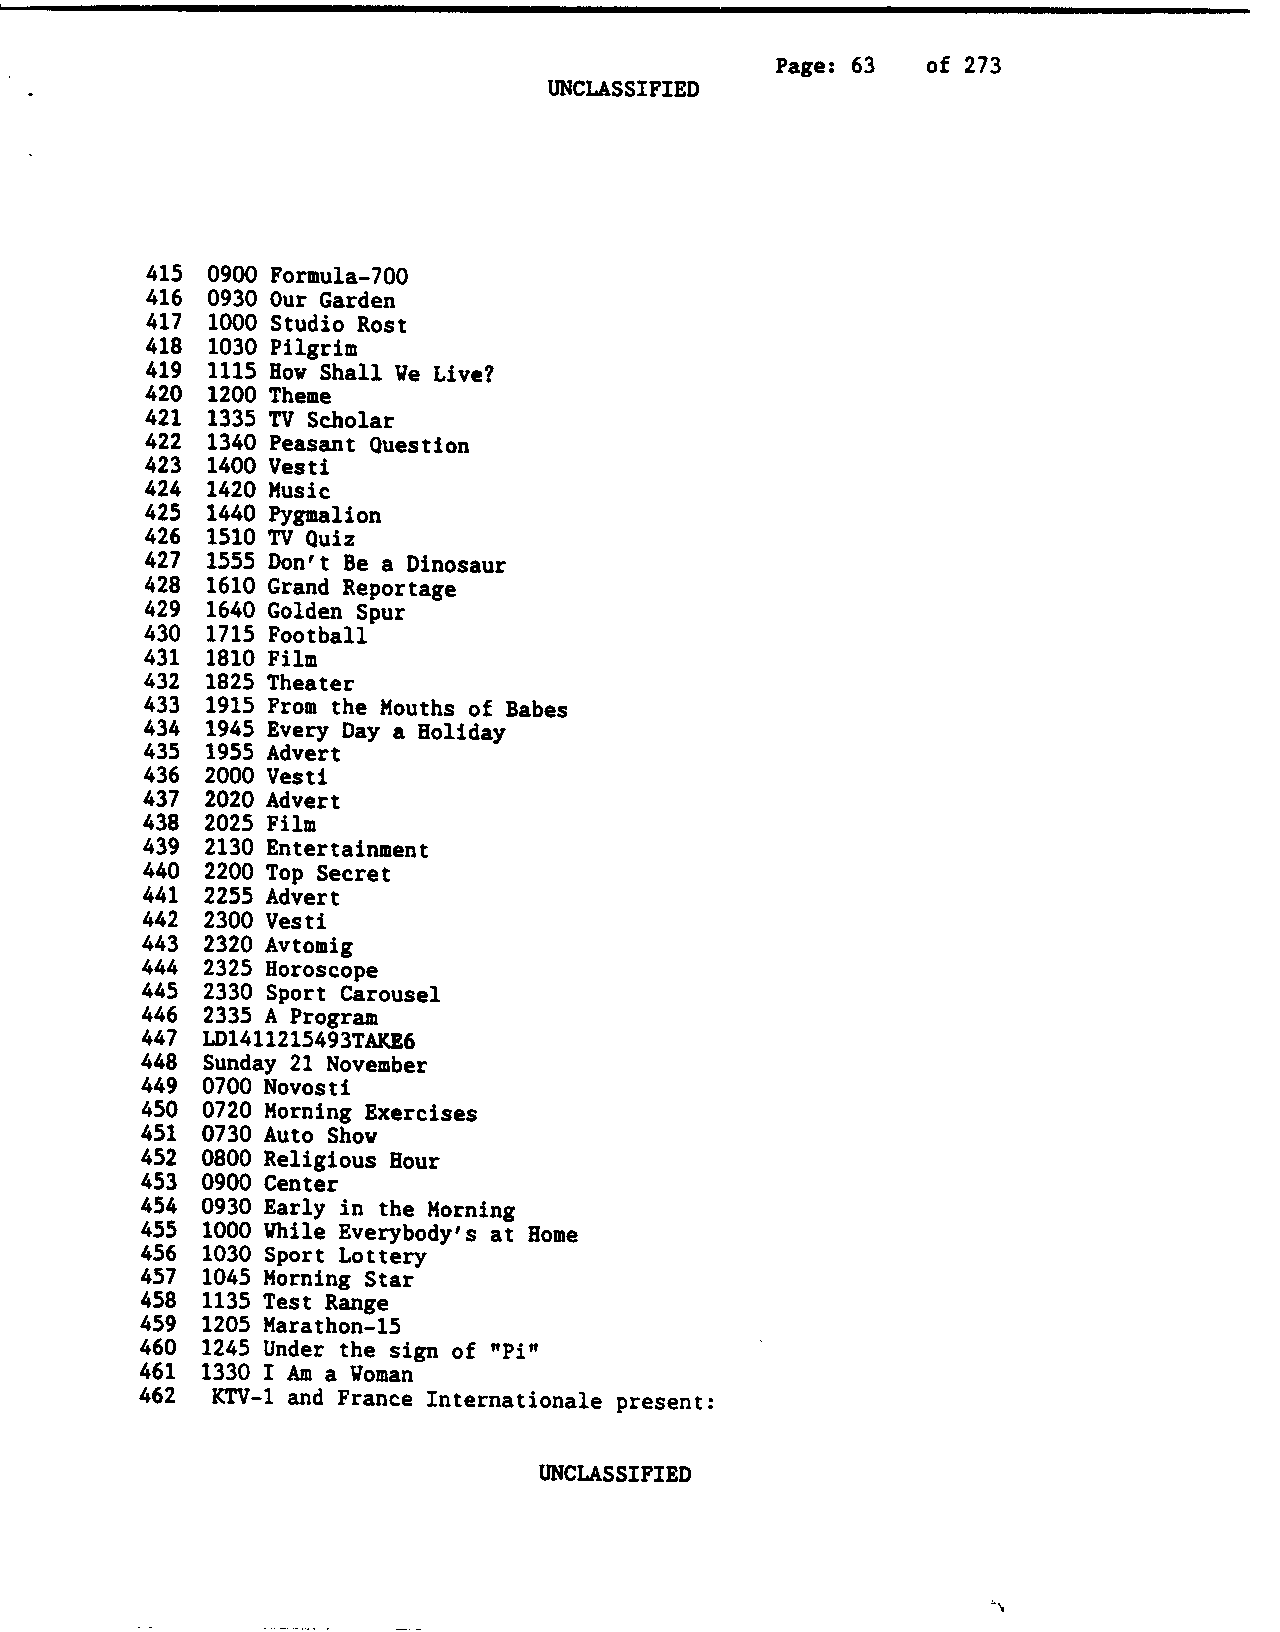 Page: 63 of 273
UNCLASSIFIED
415 0900 Formula-700
416 0930 Our Garden
417 1000 Studio Rost
418 1030 Pilgrim
419 1115 How Shall We Live?
420 1200 Theme
421 1335 TV Scholar
422 1340 Peasant Question
423 1400 Vesti
424 1420 Music
425 1440 Pygmalion
426 1510 TV Quiz
427 1555 Don't Be a Dinosaur
428 1610 Grand Reportage
429 1640 Golden Spur
430 1715 Football
431 1810 Film
432 1825 Theater
433 1915 From the Mouths of Babes
434 1945 Every Day a Holiday
435 1955 Advert
436 2000 Vesti
437 2020 Advert
438 2025 Film
439 2130 Entertainment
440 2200 Top Secret
441 2255 Advert
442 2300 Vesti
443 2320 Avtomig
444 2325 Horoscope
445 2330 Sport Carousel
446 2335 A Program
447 LD1411215493TAKE6
448 Sunday 21 November
449 0700 Novosti
450 0720 Morning Exercises
451 0730 Auto Show
452 0800 Religious Hour
453 0900 Center
454 0930 Early in the Morning
455 1000 While Everybody's at Home
456 1030 Sport Lottery
457 1045 Morning Star
458 1135 Test Range
459 1205 Marathon-15
460 1245 Under the sign of "Pi"
461 1330 I Am a Woman
462 KTV-1 and France Internationale present:
UNCLASSIFIED